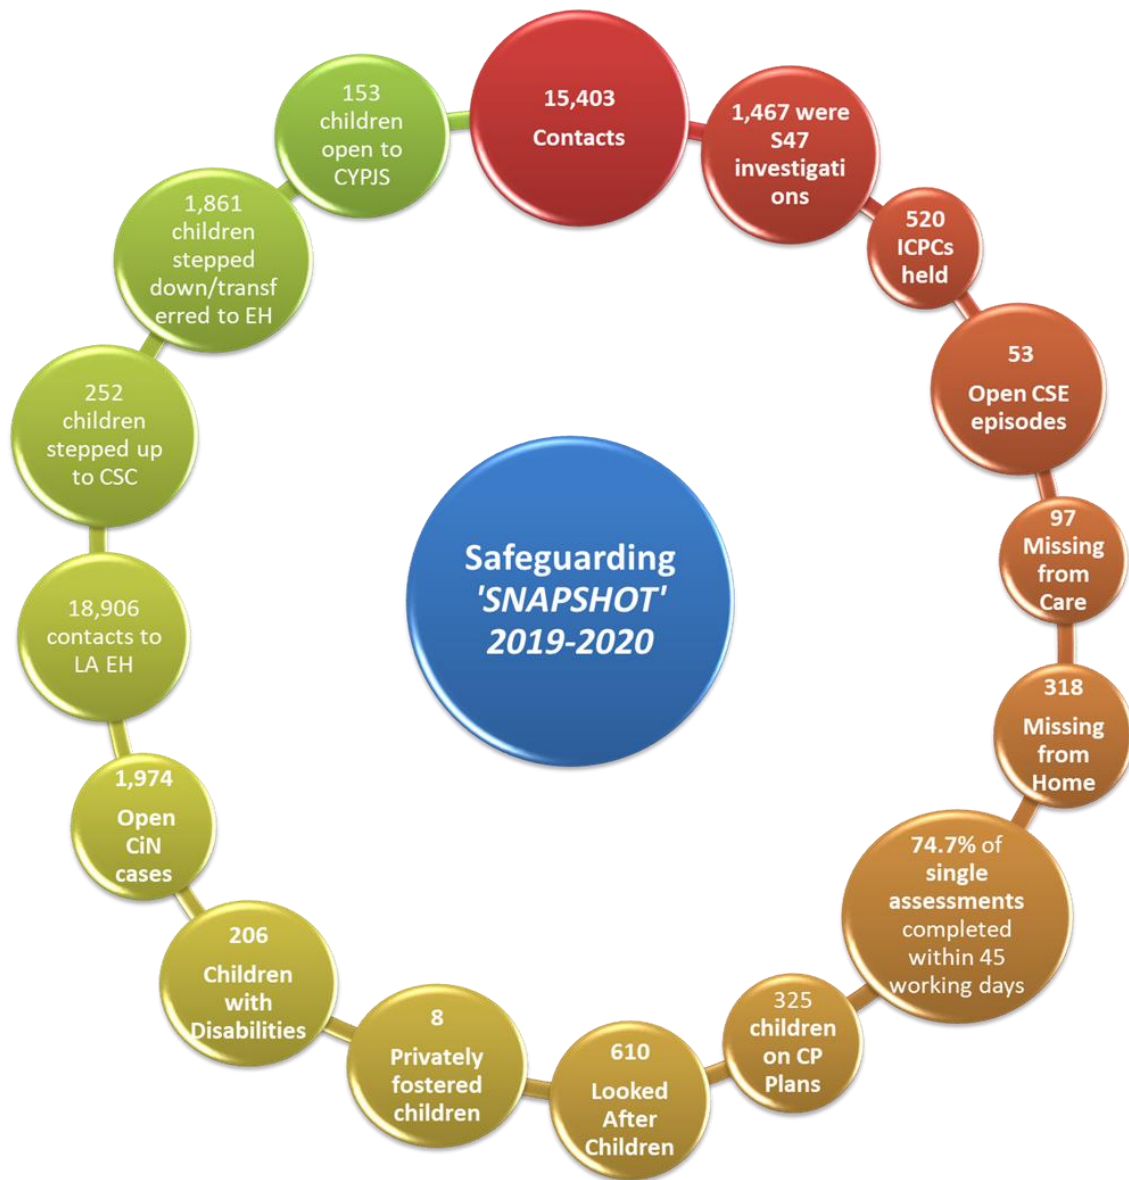 Safeguarding
'SNAPSHOT'
2019-2020
15,403
Contacts
1,467 were
S47
investigati
ons
520
ICPCs
held
53
Open CSE
episodes
97
Missing
from
Care
318
Missing
from
Home
74.7% of
single
assessments
completed
within 45
working days
325
children
on CP
Plans
610
Looked
After
Children
8
Privately
fostered
children
206
Children
with
Disabilities
1,974
Open
CiN
cases
18,906
contacts to
LA EH
252
children
stepped up
to CSC
1,861
children
stepped
down/transf
erred to EH
153
children
open to
CYPJS